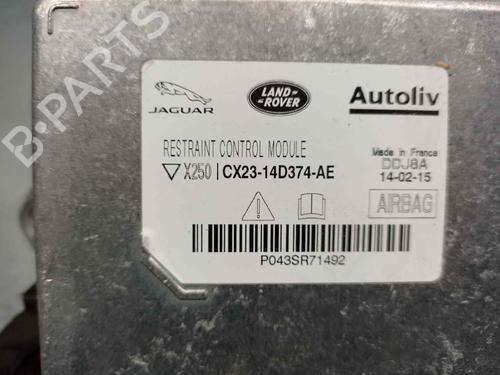 B-PARTS
JAGUAR
LAND-
-ROVER
Autoliv
RESTRAINT CONTROL MODULE
Made in France
DDJ8A
X250 | CX23-14D374-AE
14-02-15
AIRBAG
P043SR71492